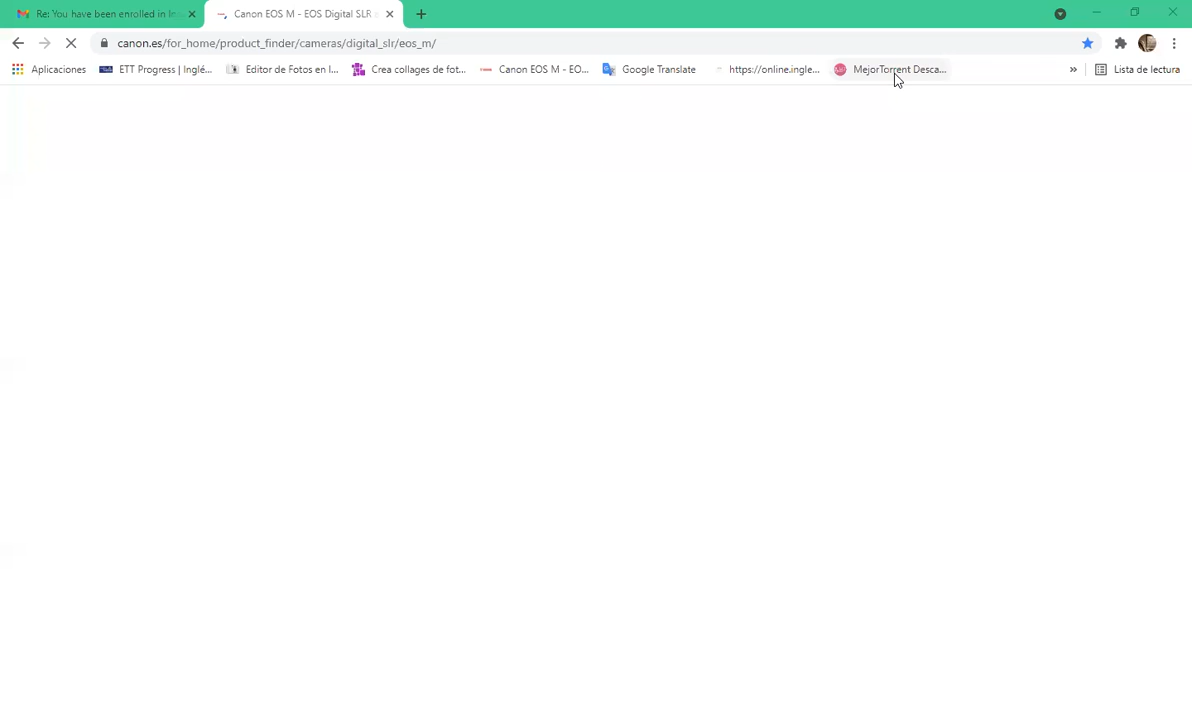 Re: You have been enrolled in In
Canon EOS M - EOS Digital SLR
canon.es/for_home/product_finder/cameras/digital_slr/eos_m/
Aplicaciones ETT Progress | Inglé... Editor de Fotos en l... Crea collages de fot... Canon EOS M - EO... Google Translate https://online.ingle... MejorTorrent Desca... » Lista de lectura